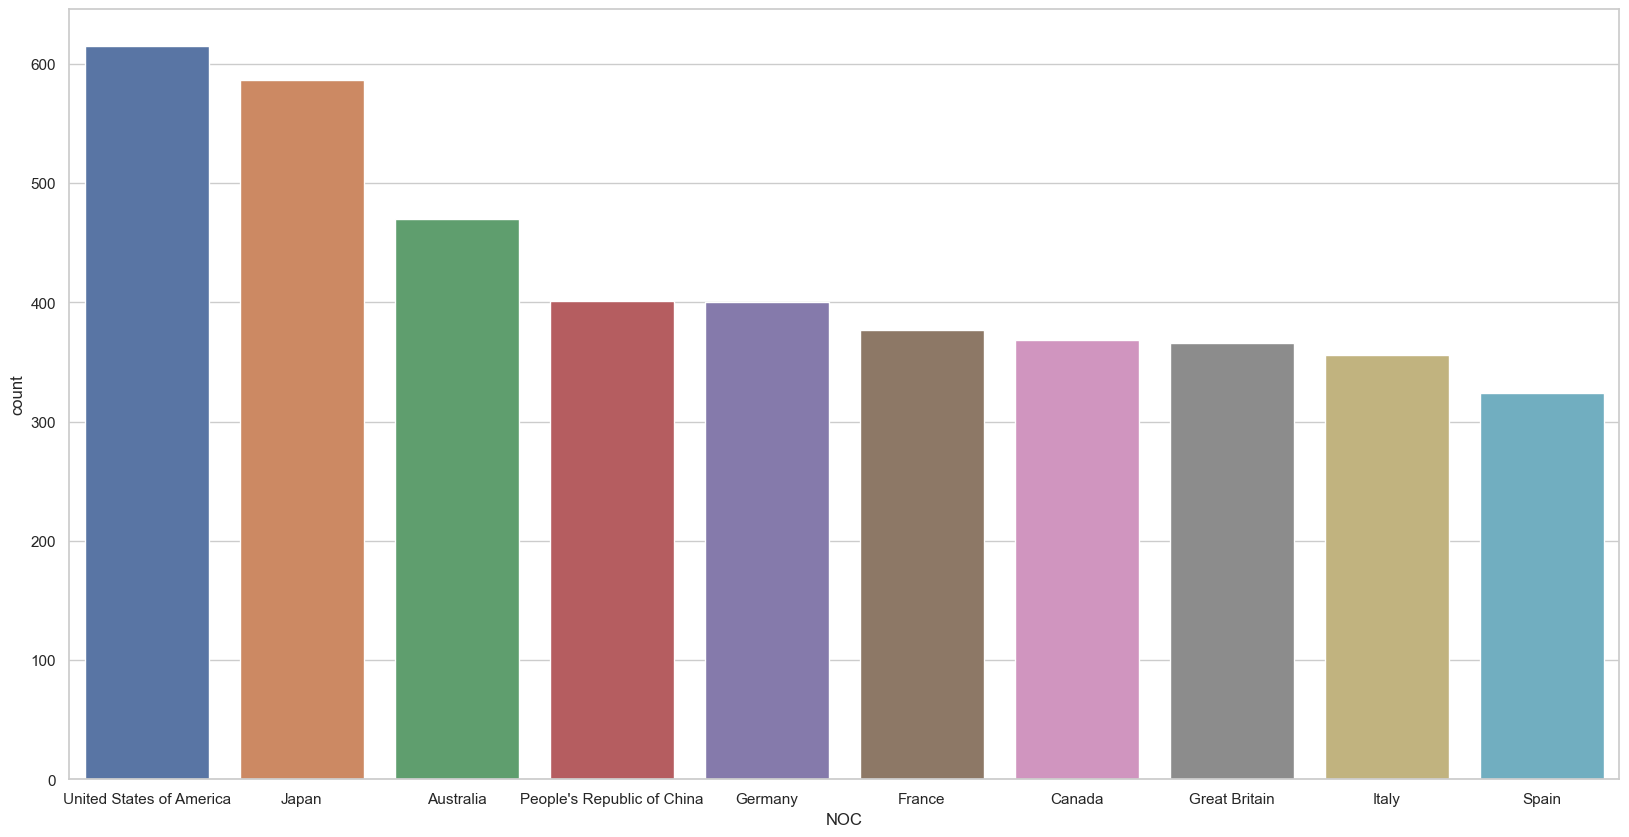 600
500
400
300
200
100
0
count
United States of America Japan Australia People's Republic of China Germany France Canada Great Britain Italy Spain
NOC